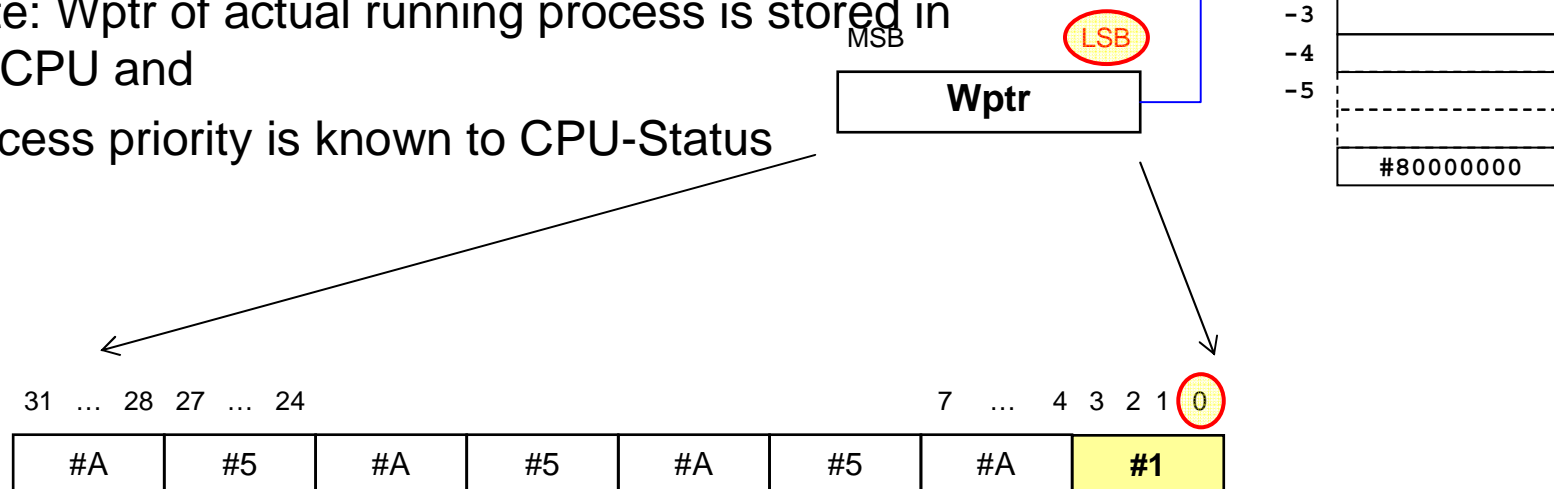 te: Wptr of actual running process is stored in
CPU and
cess priority is known to CPU-Status
MSB LSB
Wptr
-3
-4
-5
#80000000
31 … 28 27 … 24 7 … 4 3 2 1 0
#A #5 #A #5 #A #5 #A #1